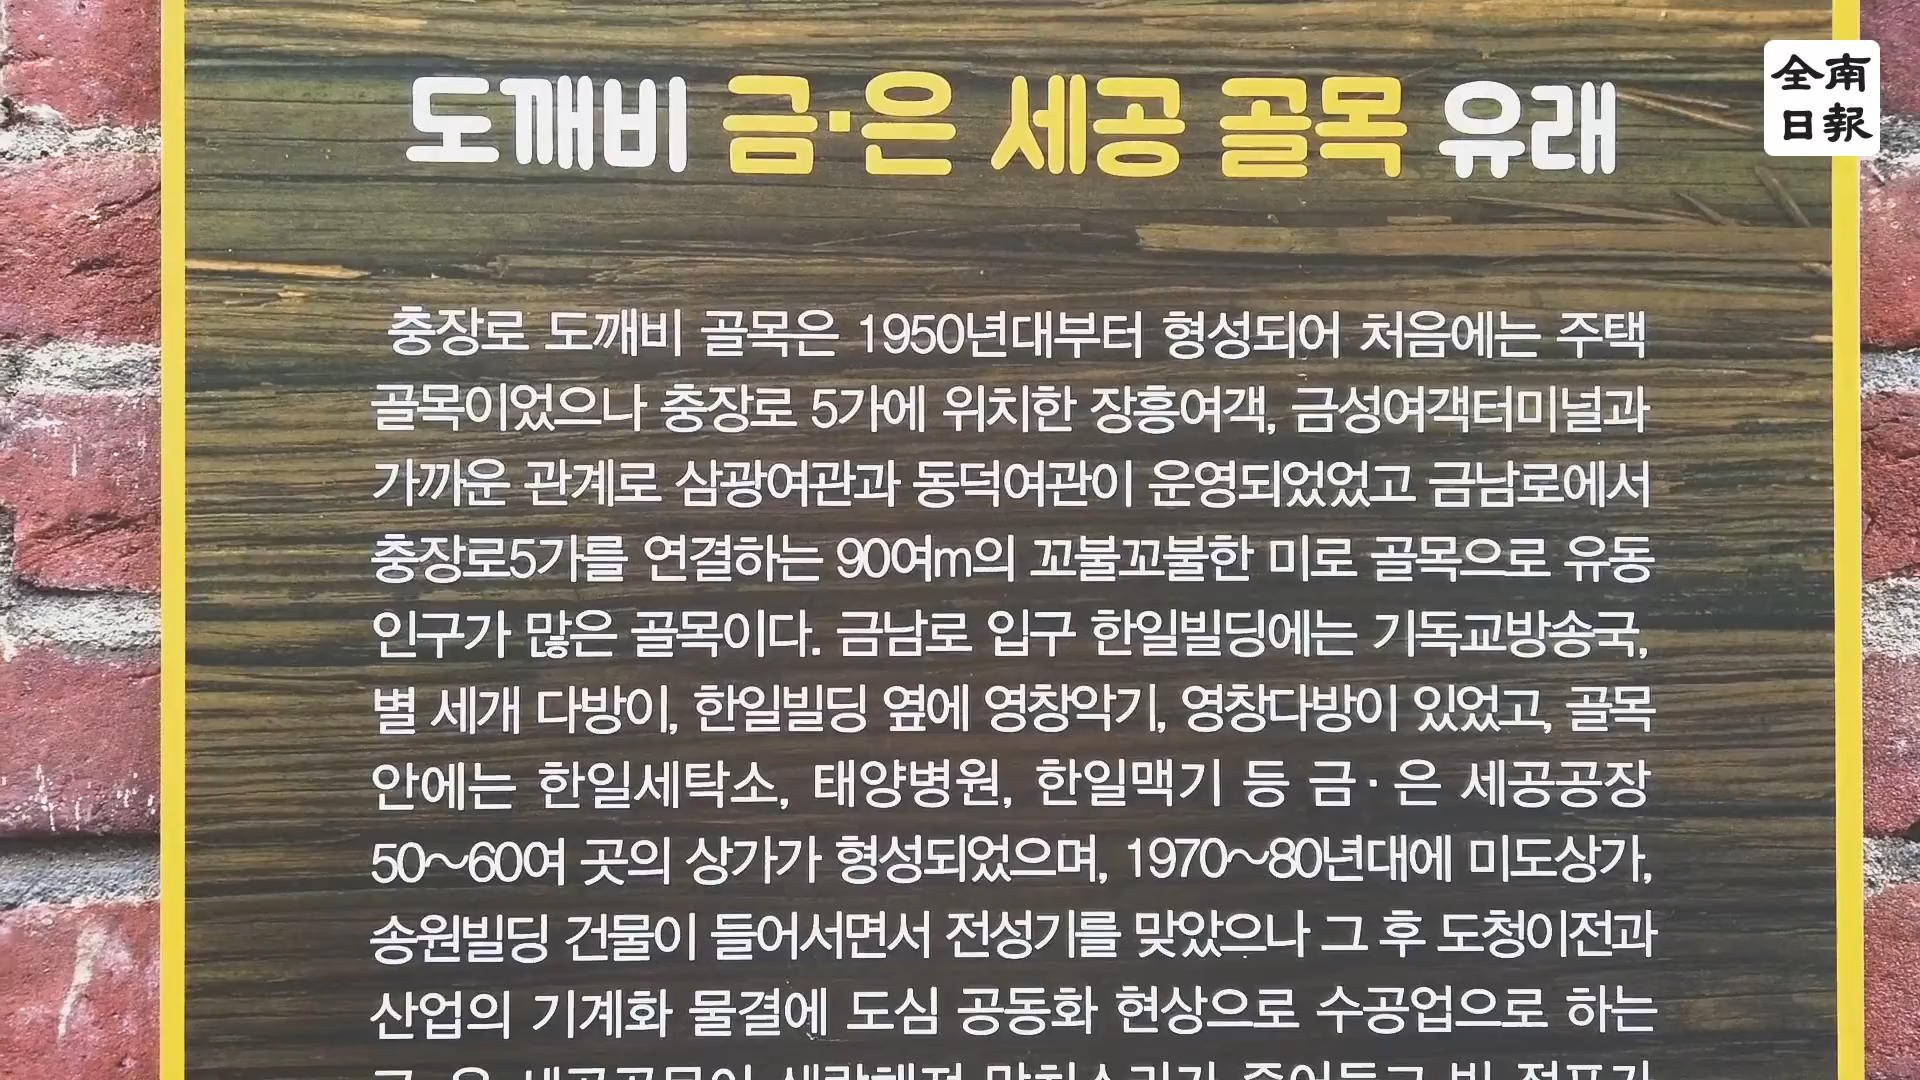 全南
日報
도깨비 금·은 세공 골목 유래
충장로 도깨비 골목은 1950년대부터 형성되어 처음에는 주택
골목이었으나 충장로 5가에 위치한 장흥여객, 금성여객터미널과
가까운 관계로 삼광여관과 동덕여관이 운영되었었고 금남로에서
충장로5가를 연결하는 90여m의 꼬불꼬불한 미로 골목으로 유동
인구가 많은 골목이다. 금남로 입구 한일빌딩에는 기독교방송국,
별 세개 다방이, 한일빌딩 옆에 영창악기, 영창다방이 있었고, 골목
안에는 한일세탁소, 태양병원, 한일맥기 등 금·은 세공공장
50~60여 곳의 상가가 형성되었으며, 1970~80년대에 미도상가,
송원빌딩 건물이 들어서면서 전성기를 맞았으나 그 후 도청이전과
산업의 기계화 물결에 도심 공동화 현상으로 수공업으로 하는